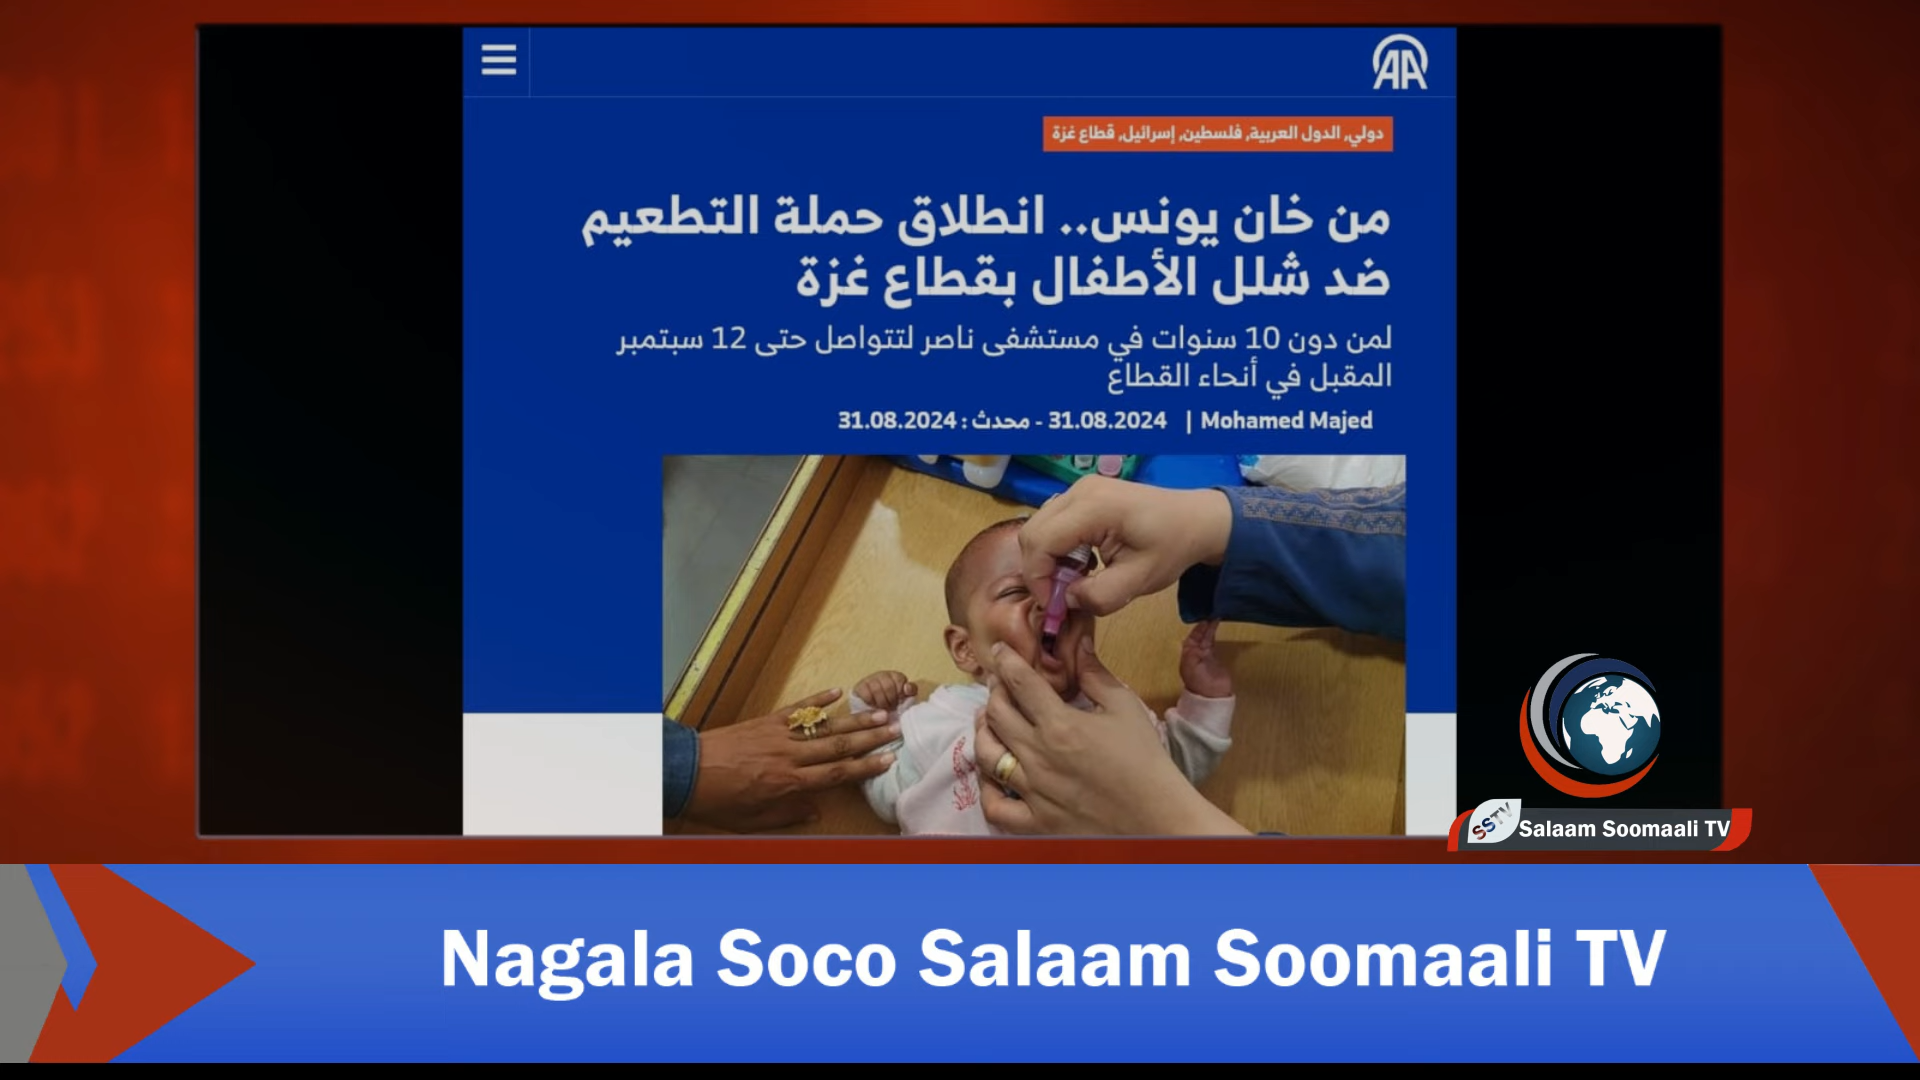 AA
دولي, الدول العربية, فلسطين, إسرائيل, قطاع غزة
من خان يونس.. انطلاق حملة التطعيم
ضد شلل الأطفال بقطاع غزة
لمن دون 10 سنوات في مستشفى ناصر لتتواصل حتى 12 سبتمبر
المقبل في أنحاء القطاع
Mohamed Majed | 31.08.2024 - محدث : 31.08.2024
SSTV
Salaam Soomaali TV
Nagala Soco Salaam Soomaali TV